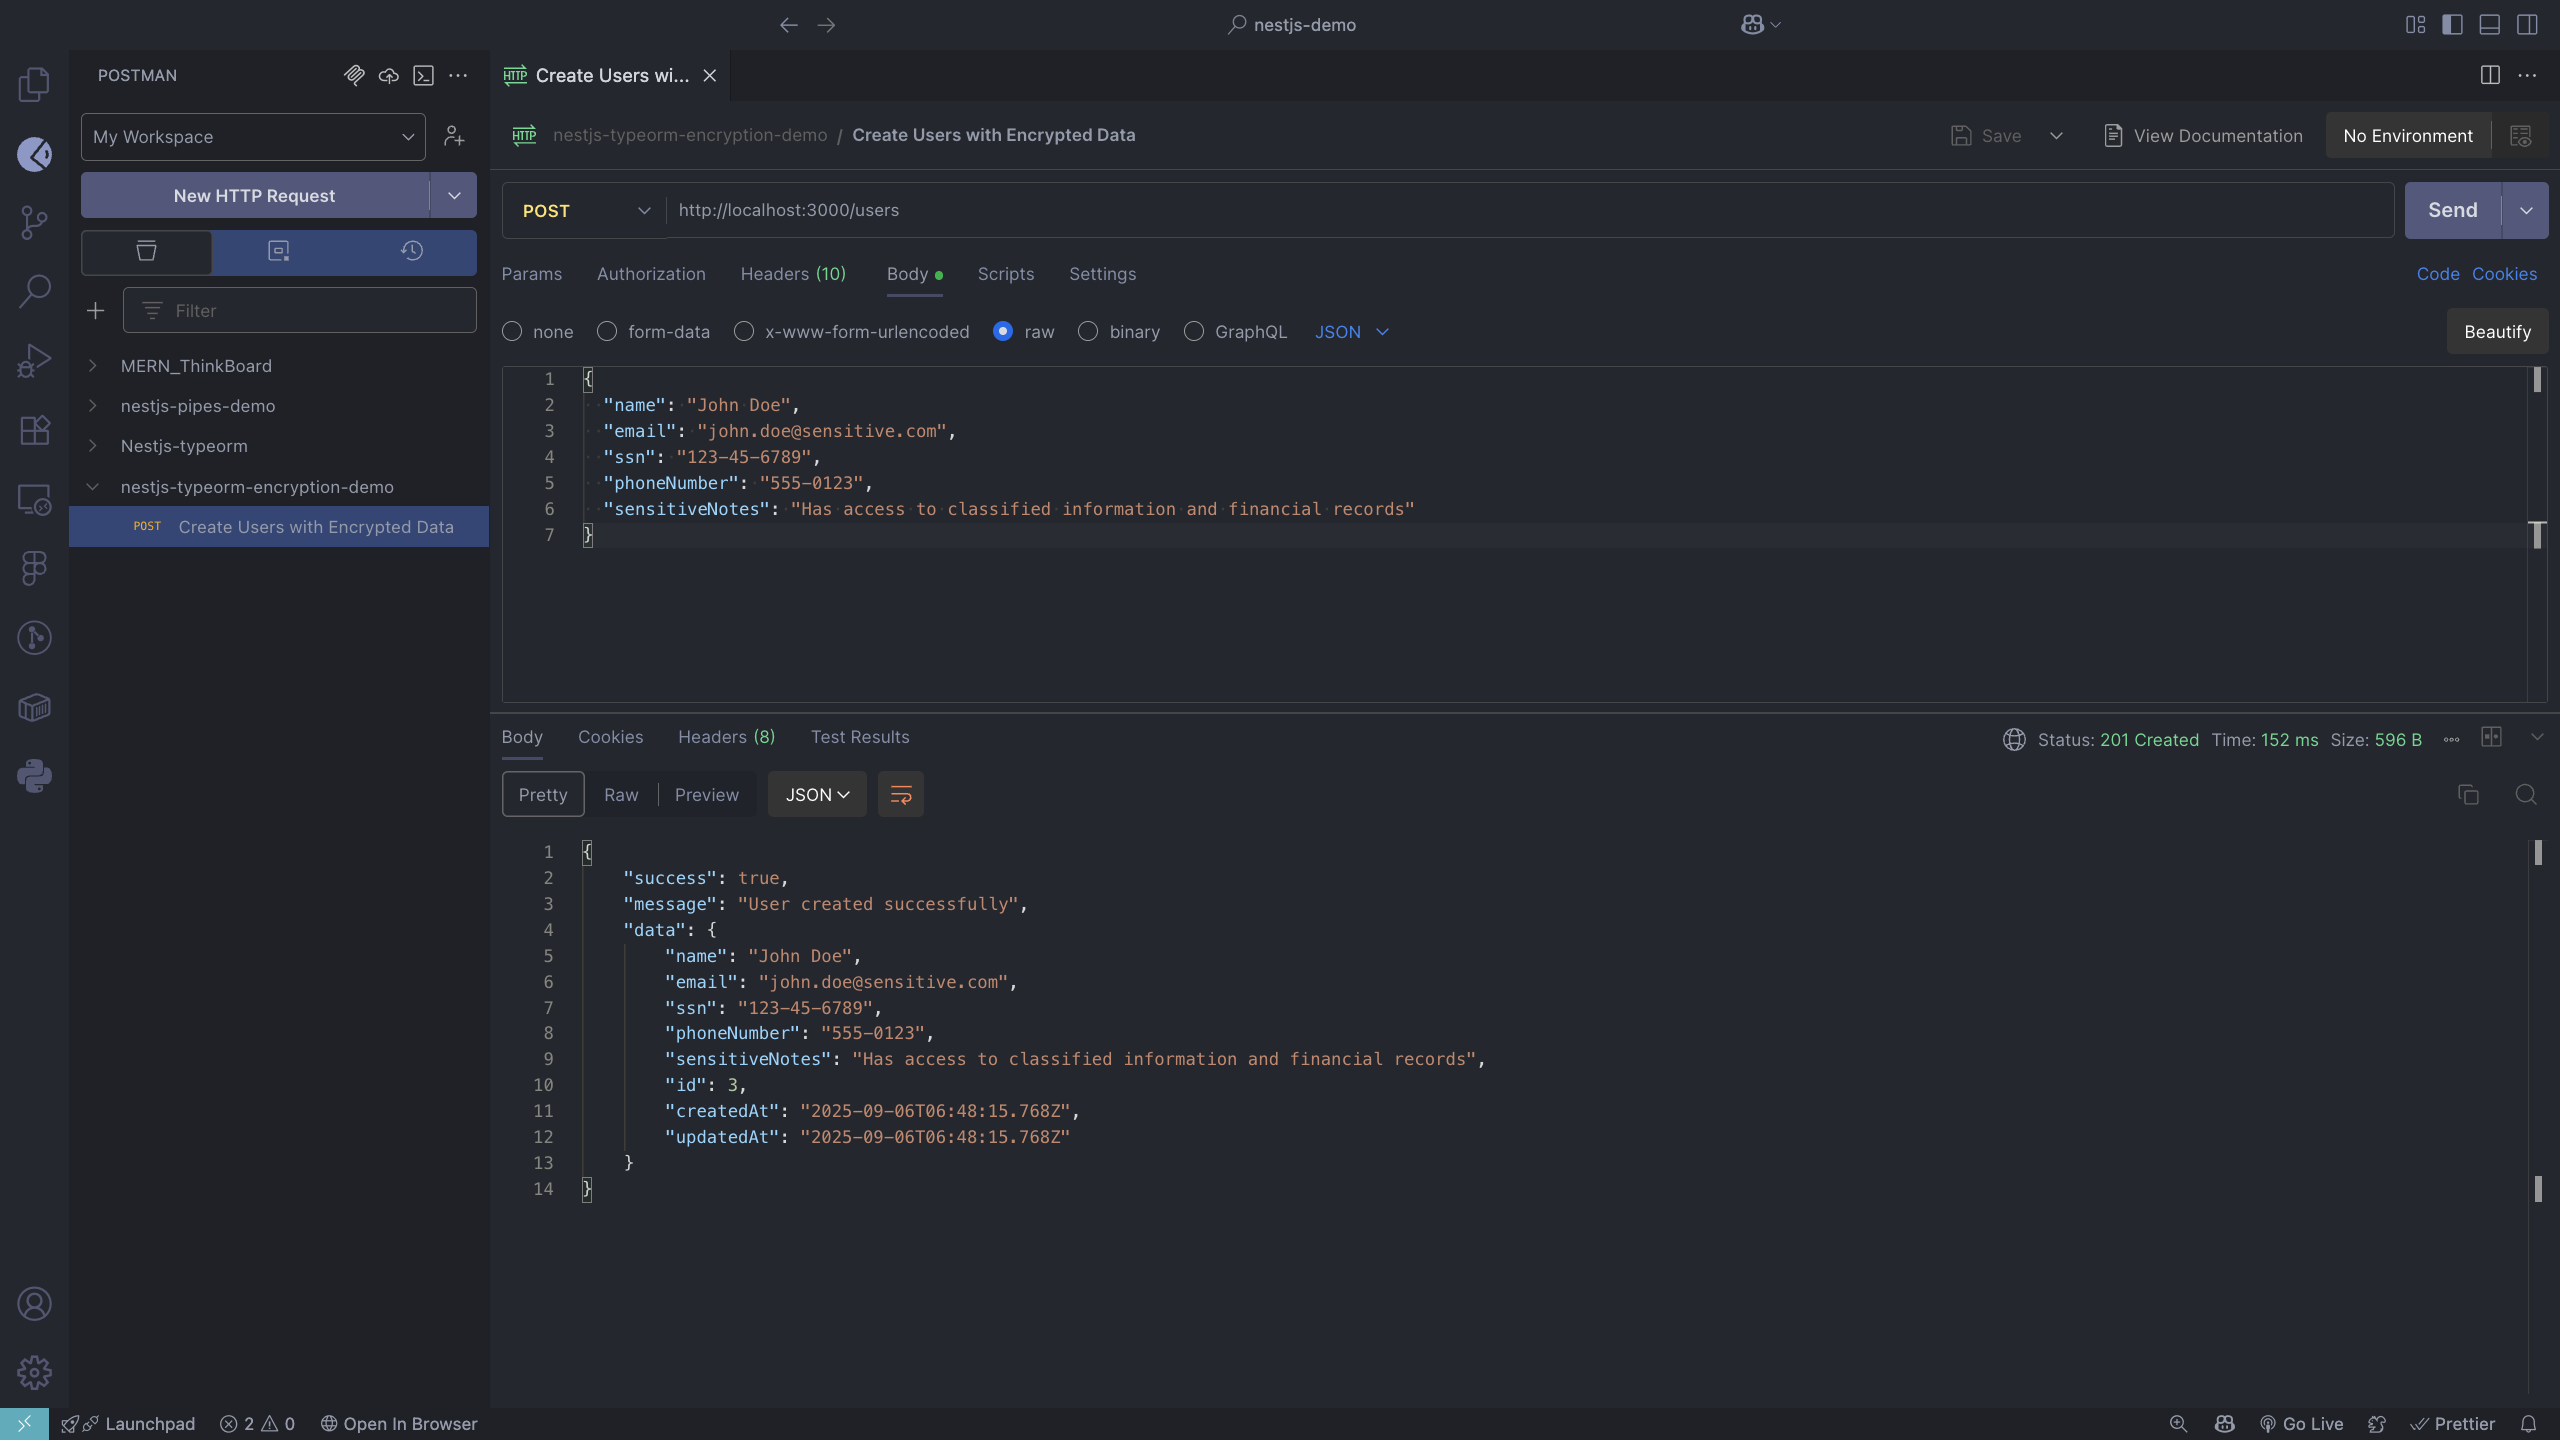 nestjs-demo
POSTMAN
My Workspace
New HTTP Request
Filter
MERN_ThinkBoard
nestjs-pipes-demo
Nestjs-typeorm
nestjs-typeorm-encryption-demo
POST Create Users with Encrypted Data
HTTP Create Users wi...
HTTP nestjs-typeorm-encryption-demo / Create Users with Encrypted Data
Save View Documentation No Environment
POST http://localhost:3000/users Send
Params Authorization Headers (10) Body Scripts Settings Code Cookies
none form-data x-www-form-urlencoded raw binary GraphQL JSON Beautify
1 {
2 "name": "John Doe",
3 "email": "john.doe@sensitive.com",
4 "ssn": "123-45-6789",
5 "phoneNumber": "555-0123",
6 "sensitiveNotes": "Has access to classified information and financial records"
7 }
Body Cookies Headers (8) Test Results Status: 201 Created Time: 152 ms Size: 596 B
Pretty Raw Preview JSON
1 {
2 "success": true,
3 "message": "User created successfully",
4 "data": {
5 "name": "John Doe",
6 "email": "john.doe@sensitive.com",
7 "ssn": "123-45-6789",
8 "phoneNumber": "555-0123",
9 "sensitiveNotes": "Has access to classified information and financial records",
10 "id": 3,
11 "createdAt": "2025-09-06T06:48:15.768Z",
12 "updatedAt": "2025-09-06T06:48:15.768Z"
13 }
14 }
Launchpad 2 0 Open In Browser Go Live Prettier